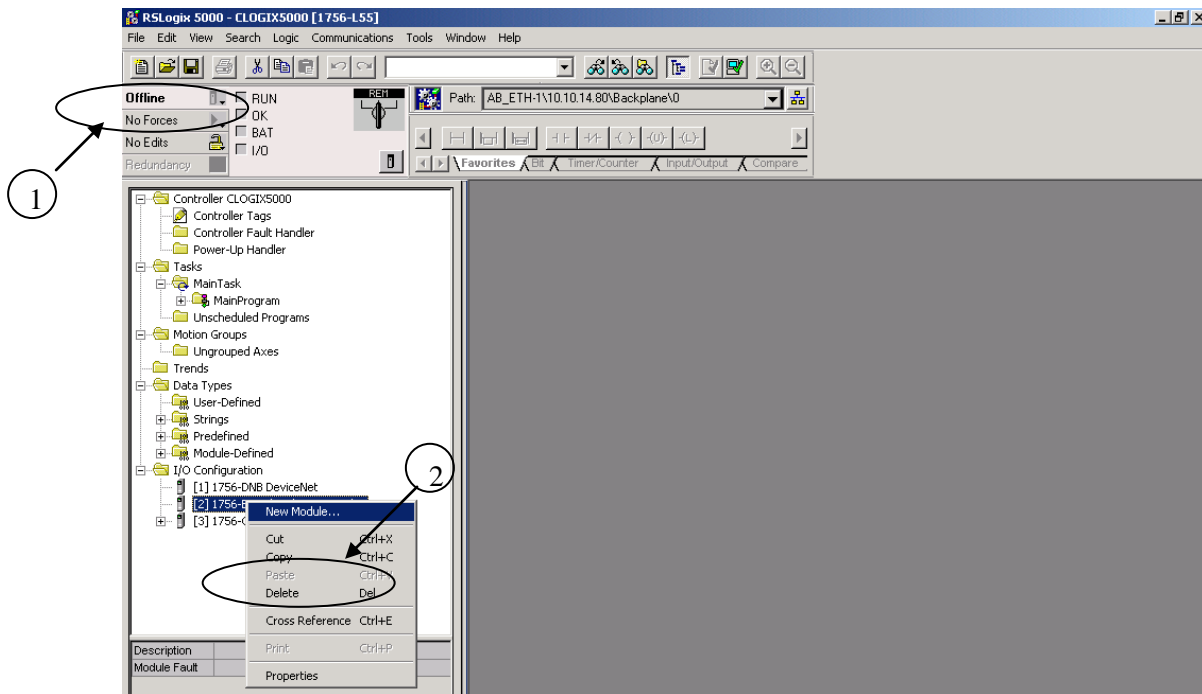 RSLogix 5000 - CLOGIX5000 [1756-L55]
File Edit View Search Logic Communications Tools Window Help
Offline
RUN
REM
Path: AB_ETH-1\10.10.14.80\Backplane\0
No Forces
OK
No Edits
BAT
I/O
Redundancy
Favorites Bit Timer/Counter Input/Output Compare
1
Controller CLOGIX5000
Controller Tags
Controller Fault Handler
Power-Up Handler
Tasks
MainTask
MainProgram
Unscheduled Programs
Motion Groups
Ungrouped Axes
Trends
Data Types
User-Defined
Strings
Predefined
Module-Defined
I/O Configuration
2
[1] 1756-DNB DeviceNet
[2] 1756-
[3] 1756-
New Module...
Cut Ctrl+X
Copy Ctrl+C
Paste
Delete Del
Cross Reference Ctrl+E
Print Ctrl+P
Properties
Description
Module Fault